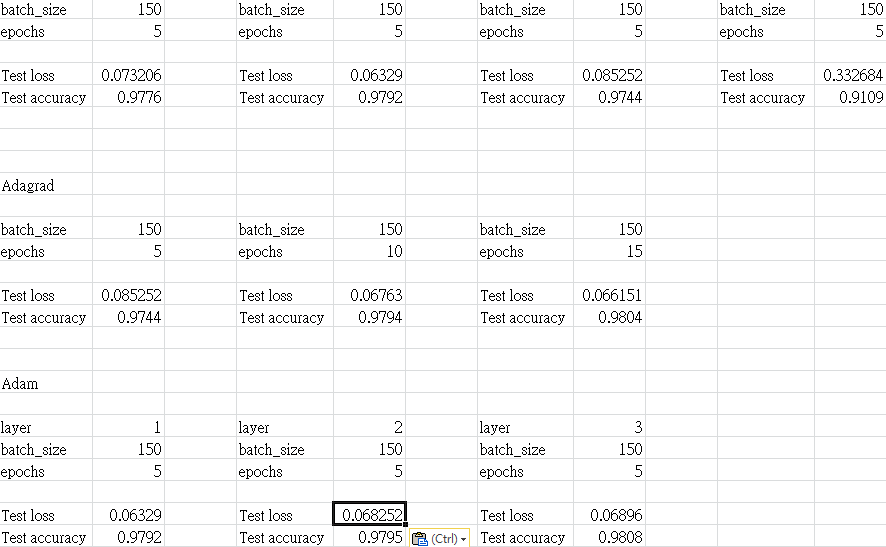 batch_size 150 batch_size 150 batch_size 150 batch_size 150
epochs 5 epochs 5 epochs 5 epochs 5
Test loss 0.073206 Test loss 0.06329 Test loss 0.085252 Test loss 0.332684
Test accuracy 0.9776 Test accuracy 0.9792 Test accuracy 0.9744 Test accuracy 0.9109
Adagrad
batch_size 150 batch_size 150 batch_size 150
epochs 5 epochs 10 epochs 15
Test loss 0.085252 Test loss 0.06763 Test loss 0.066151
Test accuracy 0.9744 Test accuracy 0.9794 Test accuracy 0.9804
Adam
layer 1 layer 2 layer 3
batch_size 150 batch_size 150 batch_size 150
epochs 5 epochs 5 epochs 5
Test loss 0.06329 Test loss 0.068252 Test loss 0.06896
Test accuracy 0.9792 Test accuracy 0.9795 (Ctrl) Test accuracy 0.9808